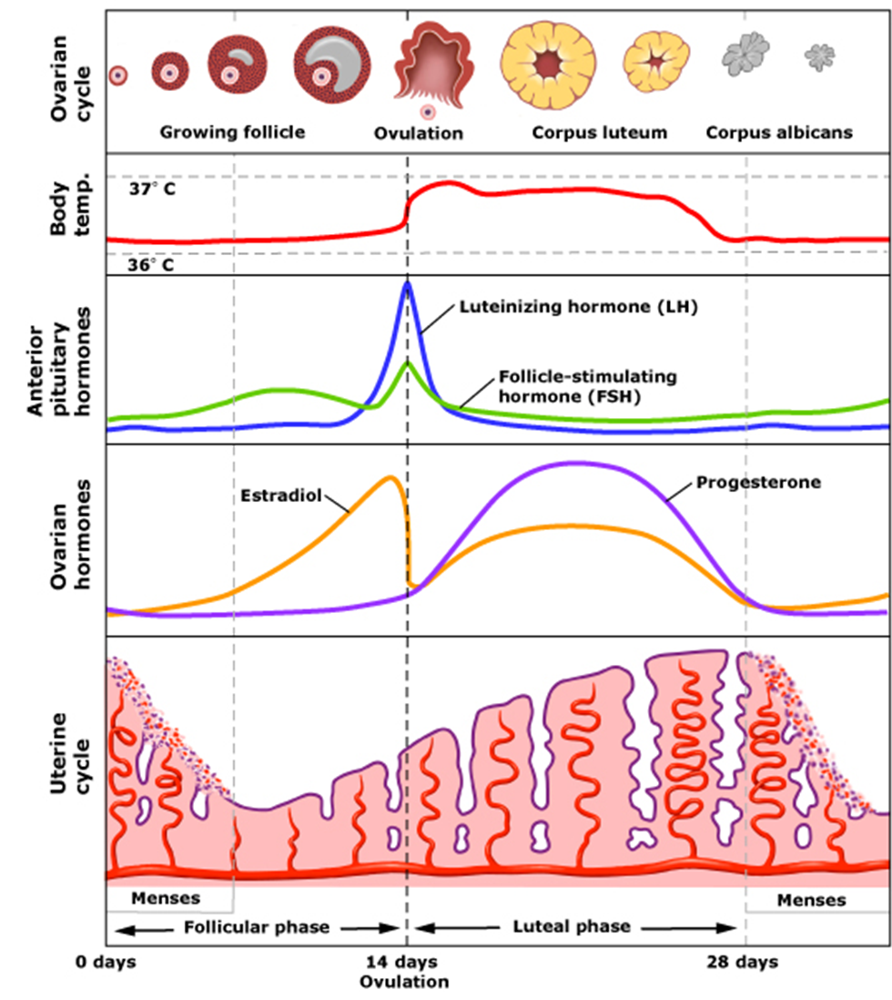 Ovarian
cycle
Growing follicle
Ovulation
Corpus luteum
Corpus albicans
Body
temp.
37° C
36° C
Anterior
pituitary
hormones
Luteinizing hormone (LH)
Follicle-stimulating
hormone (FSH)
Ovarian
hormones
Estradiol
Progesterone
Uterine
cycle
Menses
Menses
Follicular phase
Luteal phase
0 days
14 days
Ovulation
28 days